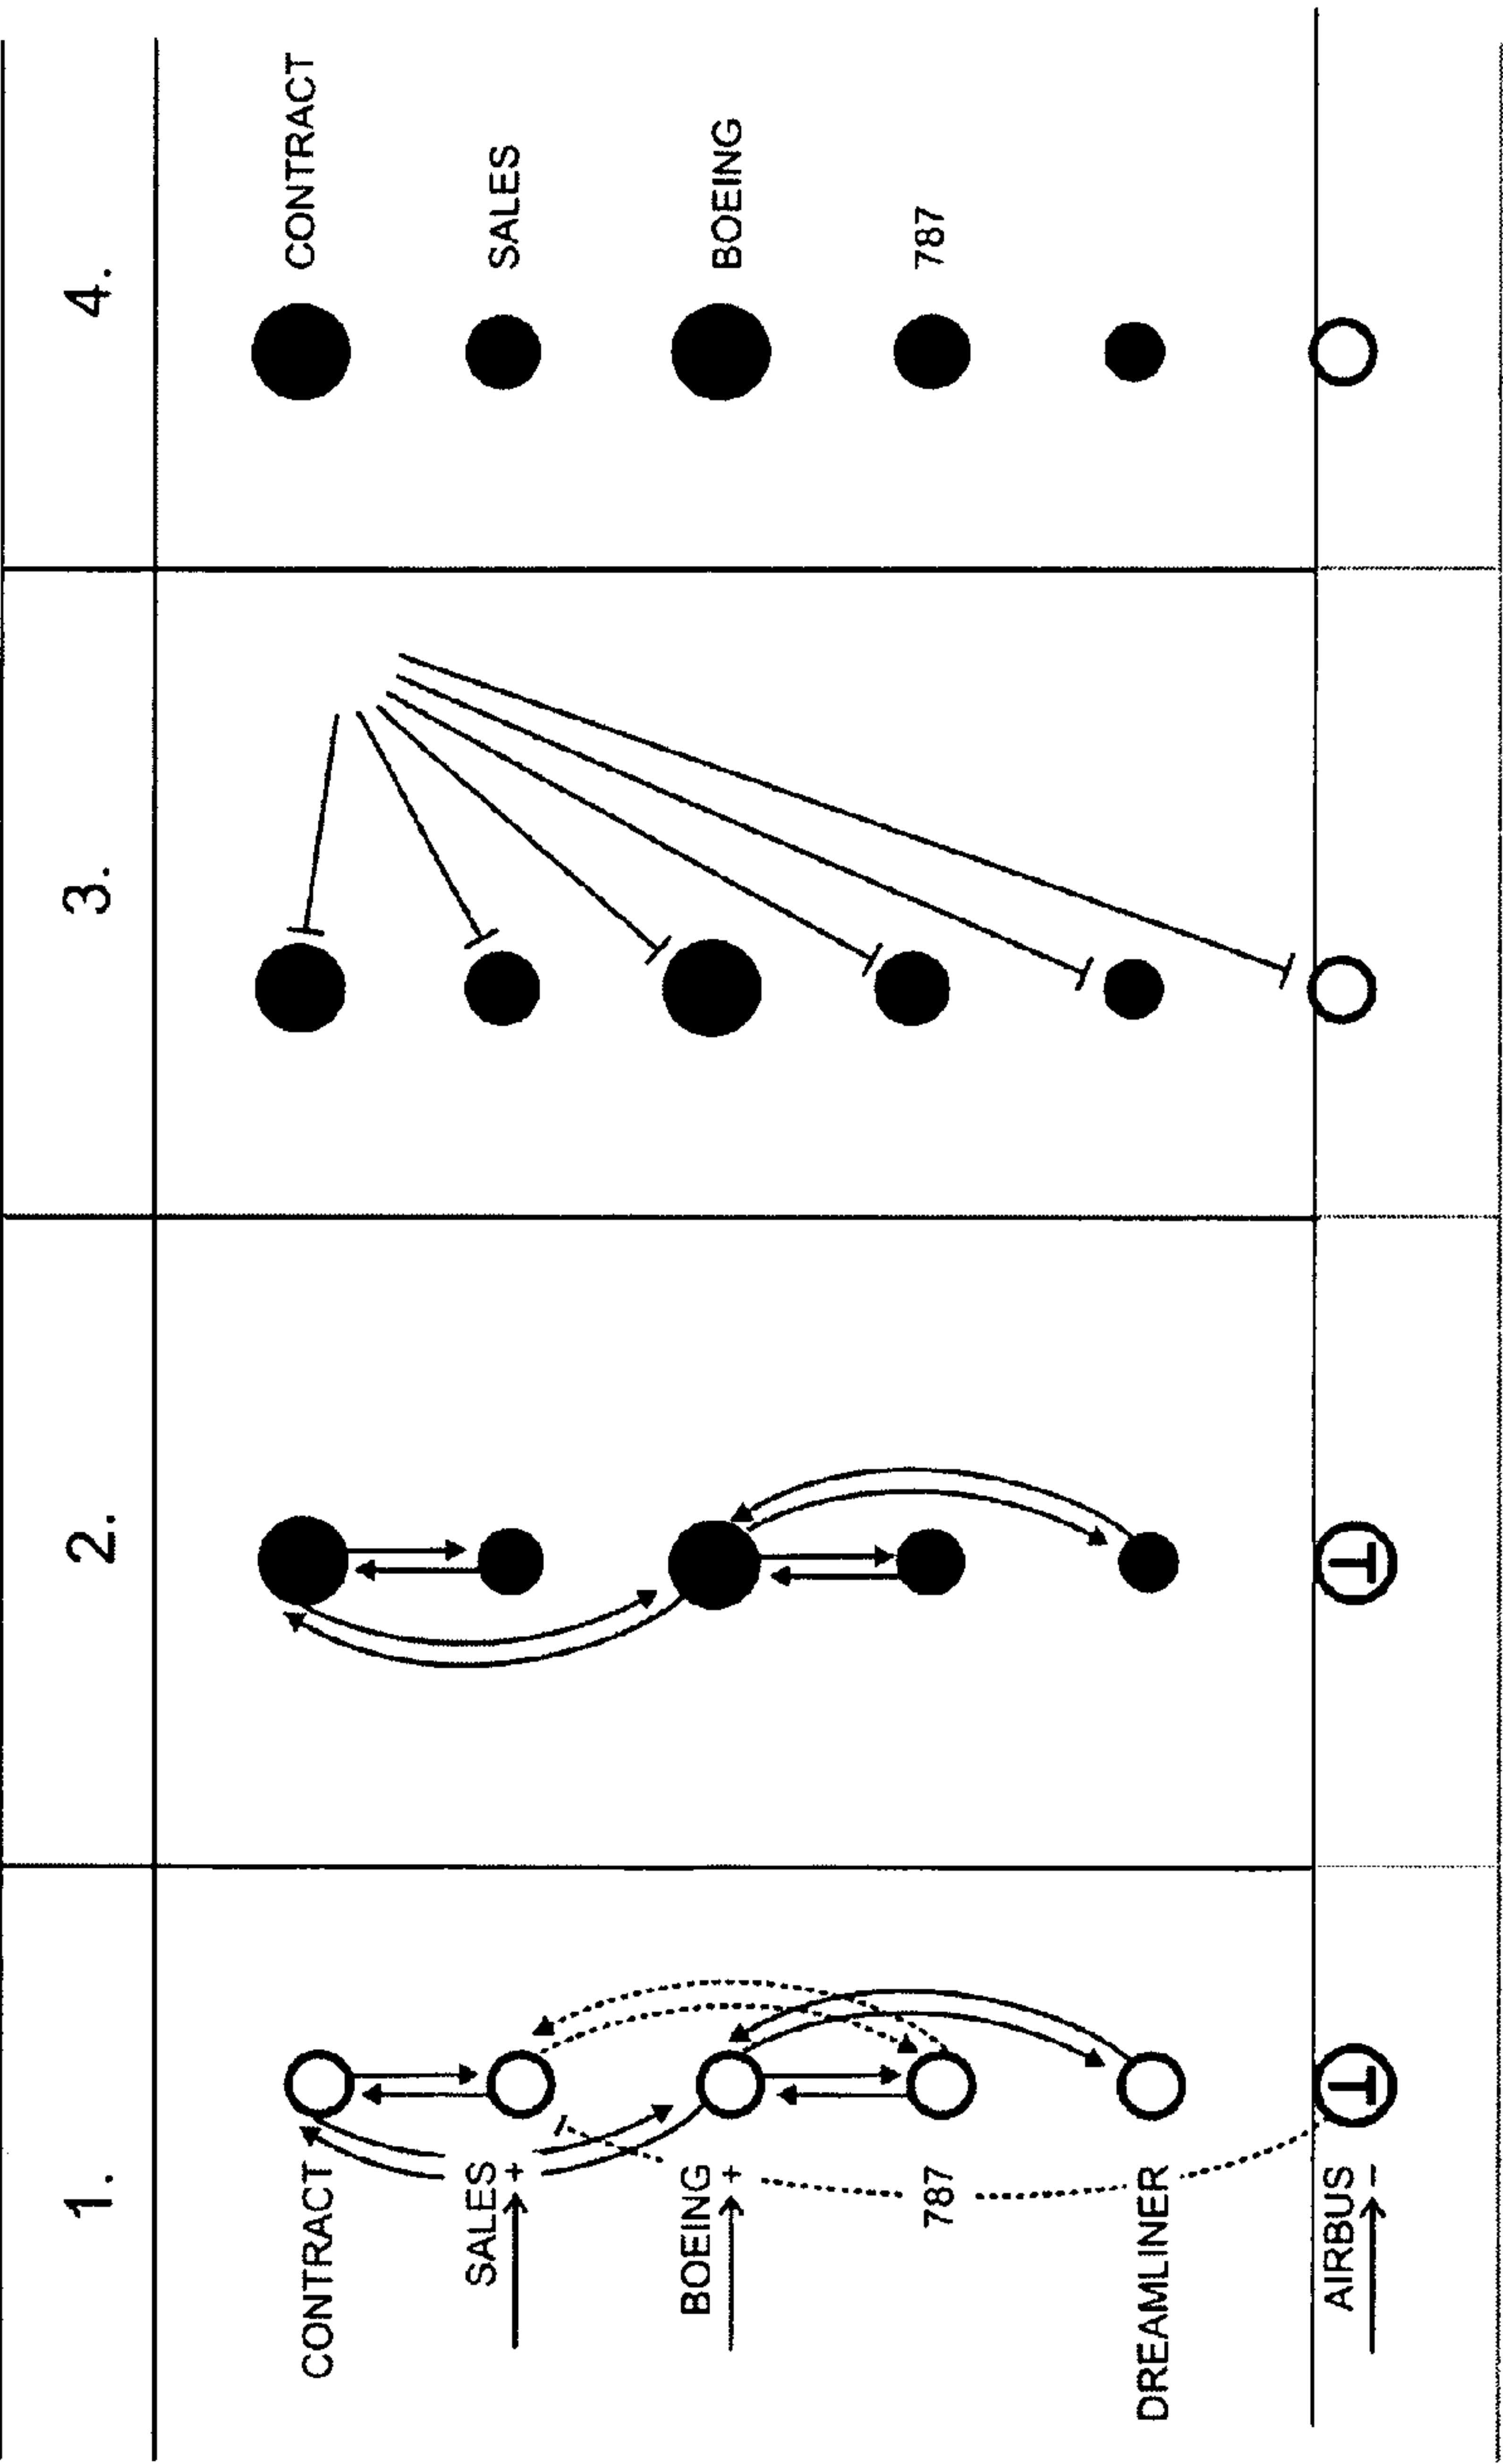 1.
2.
3.
4.
CONTRACT
SALES
+
BOEING
+
787
DREAMLINER
AIRBUS
−
T
T
CONTRACT
SALES
BOEING
787